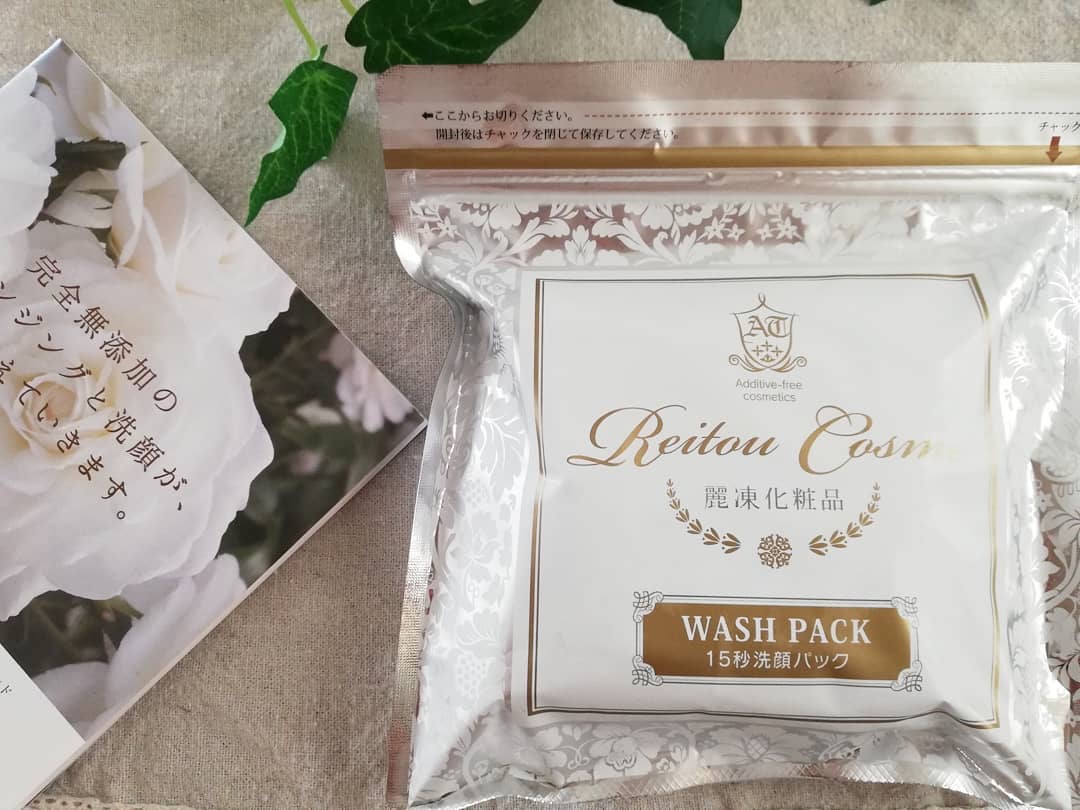 ⬅ここからお切りください。
開封後はチャックを閉じて保存してください。
チャック
AT
Additive-free
cosmetics
Reitou Cosm
麗凍化粧品
WASH PACK
15秒洗顔パック
完全無添加の
ンジングと洗顔が、
えていきます。
ド